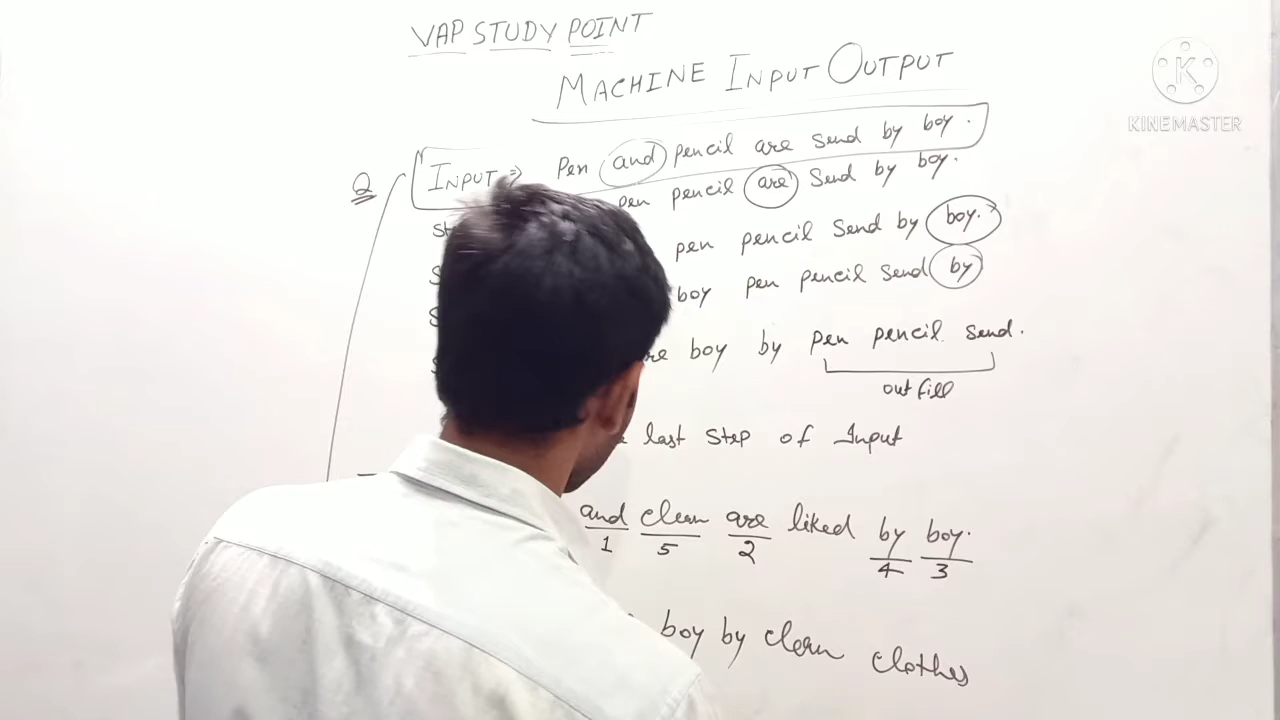 VAP STUDY POINT
MACHINE INPUT OUTPUT
KINEMASTER
Q INPUT ⇒ Pen and pencil are send by boy.
pen pencil are send by boy.
pen pencil send by boy.
boy pen pencil send by
boy by pen pencil send.
out fill
last step of Input
and clean are liked by boy.
1 5 2 4 3
boy by clean clothes